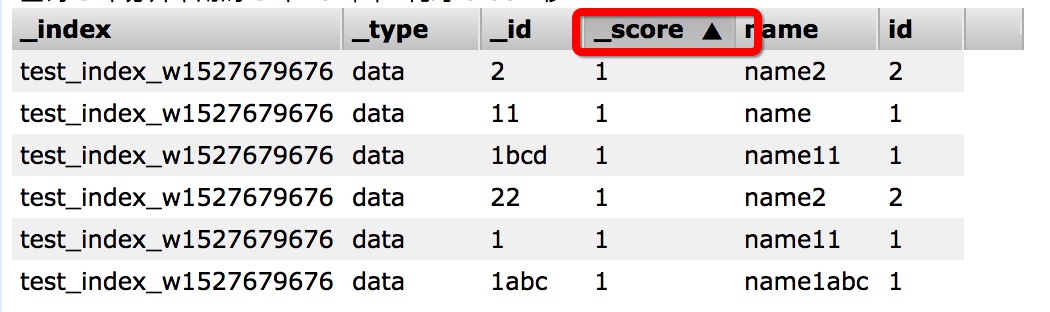 _index _type _id _score ▲ name id
test_index_w1527679676 data 2 1 name2 2
test_index_w1527679676 data 11 1 name 1
test_index_w1527679676 data 1bcd 1 name11 1
test_index_w1527679676 data 22 1 name2 2
test_index_w1527679676 data 1 1 name11 1
test_index_w1527679676 data 1abc 1 name1abc 1